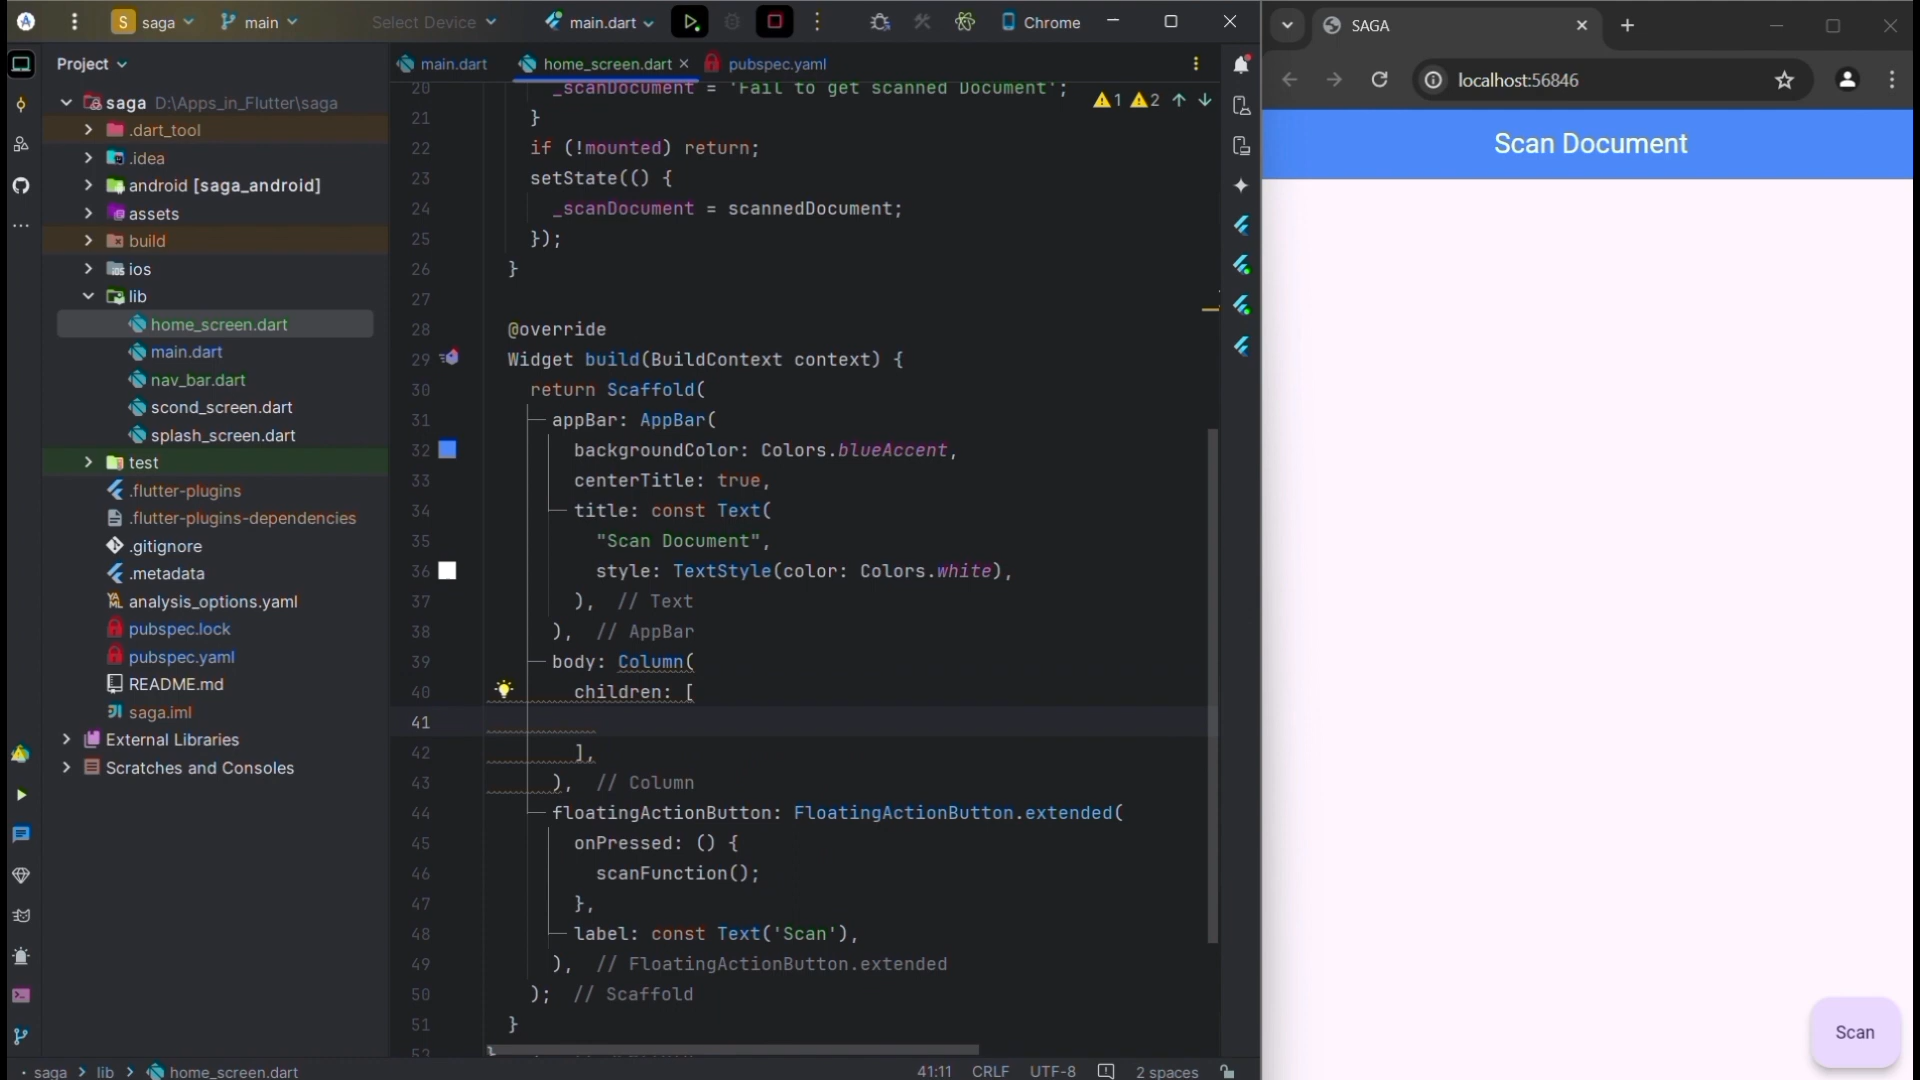 S saga main Select Device main.dart Chrome
SAGA
Project
main.dart home_screen.dart pubspec.yaml
localhost:56846
saga D:\Apps_in_Flutter\saga
.dart_tool
.idea
android [saga_android]
assets
build
ios
lib
home_screen.dart
main.dart
nav_bar.dart
scond_screen.dart
splash_screen.dart
test
.flutter-plugins
.flutter-plugins-dependencies
.gitignore
.metadata
analysis_options.yaml
pubspec.lock
pubspec.yaml
README.md
saga.iml
External Libraries
Scratches and Consoles
1 2
20 _scanDocument = 'Fail to get scanned Document';
21 }
22 if (!mounted) return;
23 setState(() {
24 _scanDocument = scannedDocument;
25 });
26 }
27
28 @override
29 Widget build(BuildContext context) {
30 return Scaffold(
31 appBar: AppBar(
32 backgroundColor: Colors.blueAccent,
33 centerTitle: true,
34 title: const Text(
35 "Scan Document",
36 style: TextStyle(color: Colors.white),
37 ), // Text
38 ), // AppBar
39 body: Column(
40 children: [
41
42 ],
43 ), // Column
44 floatingActionButton: FloatingActionButton.extended(
45 onPressed: () {
46 scanFunction();
47 },
48 label: const Text('Scan'),
49 ), // FloatingActionButton.extended
50 ); // Scaffold
51 }
52 }
saga > lib > home_screen.dart
41:11 CRLF UTF-8 2 spaces
Scan Document
Scan